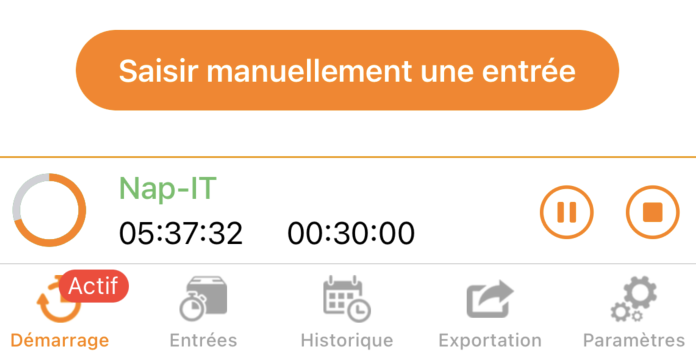 Saisir manuellement une entrée
Nap-IT
05:37:32 00:30:00
Actif
Démarrage Entrées Historique Exportation Paramètres